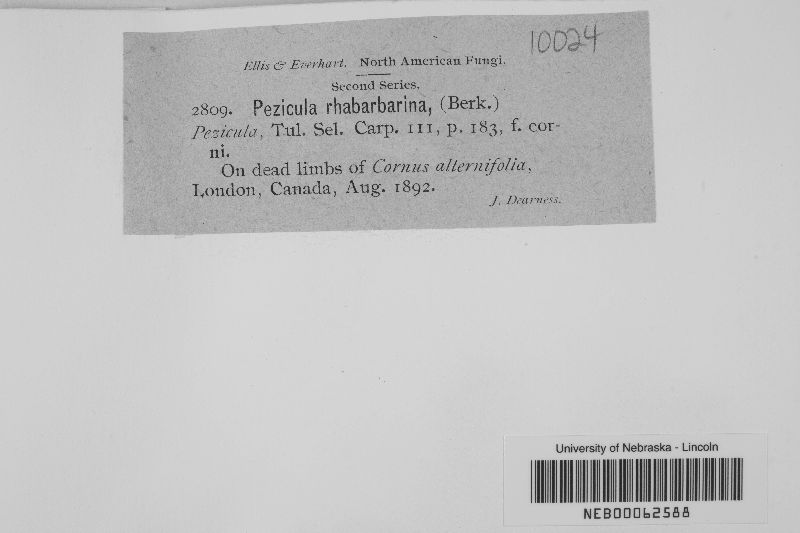 10024
Ellis & Everhart. North American Fungi.
Second Series.
2809. Pezicula rhabarbarina, (Berk.)
Pezicula, Tul. Sel. Carp. III, p. 183, f. cor-
ni.
On dead limbs of Cornus alternifolia,
London, Canada, Aug. 1892.
J. Dearness.
University of Nebraska - Lincoln
NEB00062588